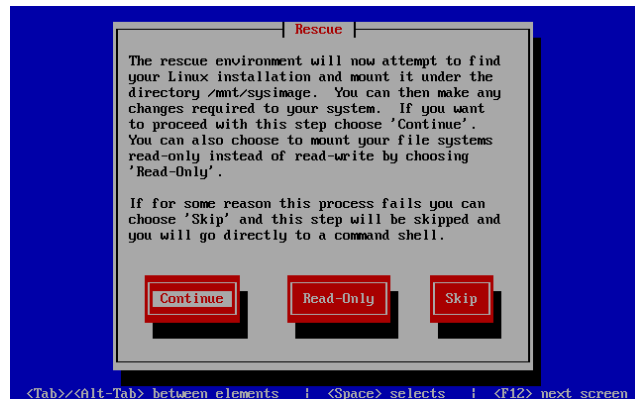 Rescue
The rescue environment will now attempt to find
your Linux installation and mount it under the
directory /mnt/sysimage.  You can then make any
changes required to your system.  If you want
to proceed with this step choose 'Continue'.
You can also choose to mount your file systems
read-only instead of read-write by choosing
'Read-Only'.
If for some reason this process fails you can
choose 'Skip' and this step will be skipped and
you will go directly to a command shell.
Continue Read-Only Skip
<Tab>/<Alt-Tab> between elements | <Space> selects | <F12> next screen